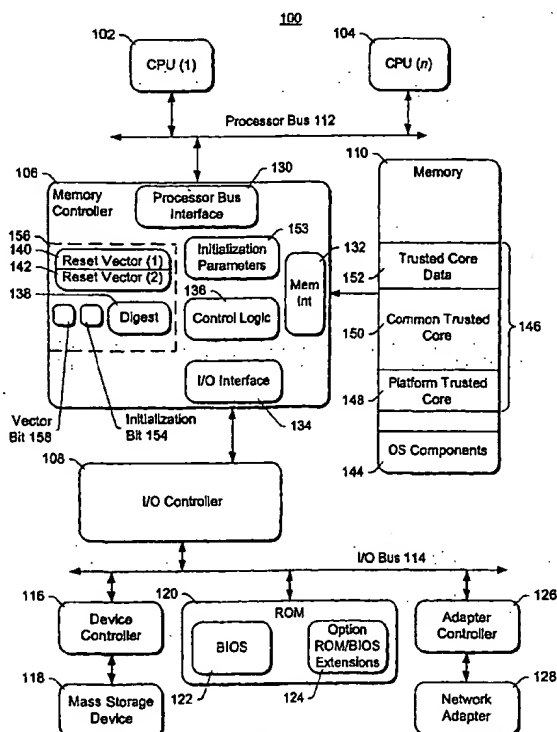 100
102
104
CPU (1)
CPU (n)
Processor Bus 112
106
130
110
Memory
Controller
Processor Bus
Interface
Memory
156
153
140
Reset Vector (1)
Initialization
Parameters
132
142
Reset Vector (2)
152
Trusted Core
Data
138
136
Mem
Int
Digest
Control Logic
150
Common Trusted
Core
146
I/O Interface
148
Platform Trusted
Core
Vector
Bit 158
Initialization
Bit 154
134
108
144
OS Components
I/O Controller
I/O Bus 114
116
120
ROM
126
Device
Controller
BIOS
Option
ROM/BIOS
Extensions
Adapter
Controller
118
122
124
128
Mass Storage
Device
Network
Adapter